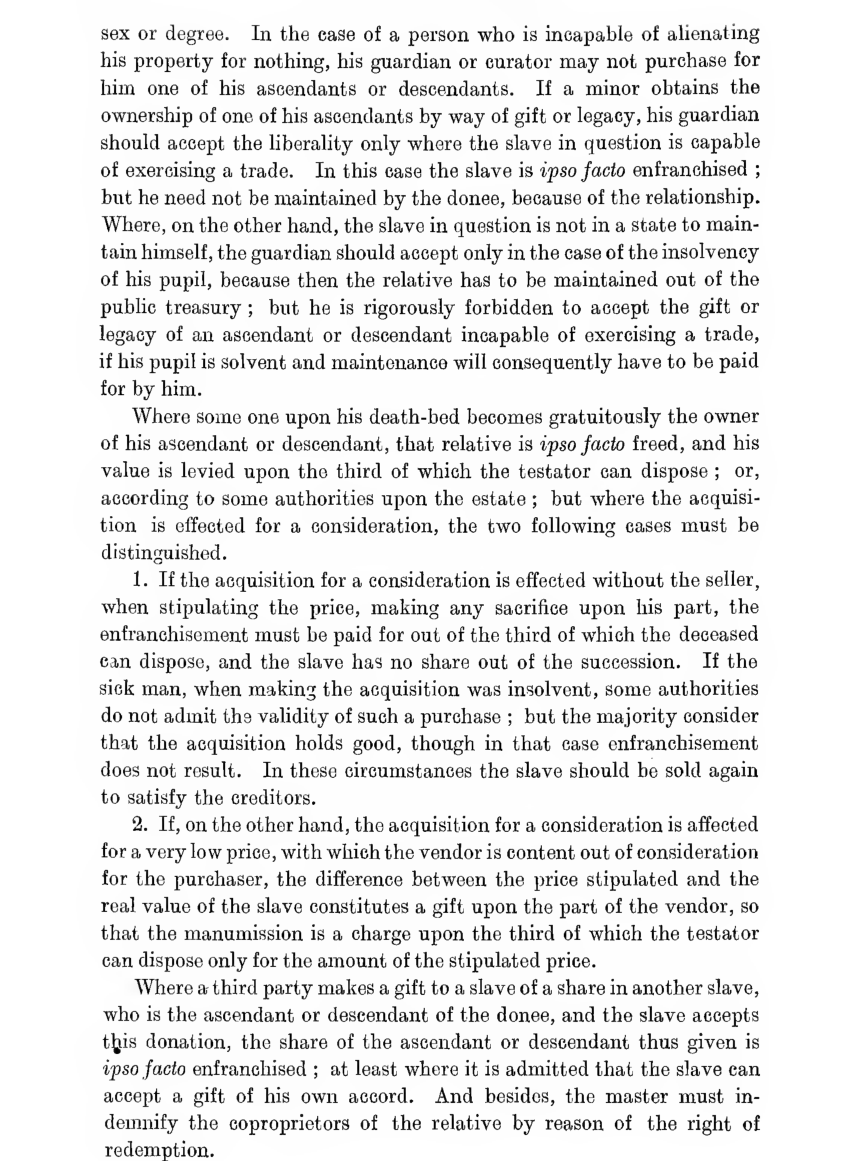 sex or degree. In the case of a person who is incapable of alienating
his property for nothing, his guardian or curator may not purchase for
him one of his ascendants or descendants. If a minor obtains the
ownership of one of his ascendants by way of gift or legacy, his guardian
should accept the liberality only where the slave in question is capable
of exercising a trade. In this case the slave is ipso facto enfranchised ;
but he need not be maintained by the donee, because of the relationship.
Where, on the other hand, the slave in question is not in a state to main-
tain himself, the guardian should accept only in the case of the insolvency
of his pupil, because then the relative has to be maintained out of the
public treasury ; but he is rigorously forbidden to accept the gift or
legacy of an ascendant or descendant incapable of exercising a trade,
if his pupil is solvent and maintenance will consequently have to be paid
for by him.
Where some one upon his death-bed becomes gratuitously the owner
of his ascendant or descendant, that relative is ipso facto freed, and his
value is levied upon the third of which the testator can dispose ; or,
according to some authorities upon the estate ; but where the acquisi-
tion is effected for a consideration, the two following cases must be
distinguished.
1. If the acquisition for a consideration is effected without the seller,
when stipulating the price, making any sacrifice upon his part, the
enfranchisement must be paid for out of the third of which the deceased
can dispose, and the slave has no share out of the succession. If the
sick man, when making the acquisition was insolvent, some authorities
do not admit the validity of such a purchase ; but the majority consider
that the acquisition holds good, though in that case enfranchisement
does not result. In these circumstances the slave should be sold again
to satisfy the creditors.
2. If, on the other hand, the acquisition for a consideration is affected
for a very low price, with which the vendor is content out of consideration
for the purchaser, the difference between the price stipulated and the
real value of the slave constitutes a gift upon the part of the vendor, so
that the manumission is a charge upon the third of which the testator
can dispose only for the amount of the stipulated price.
Where a third party makes a gift to a slave of a share in another slave,
who is the ascendant or descendant of the donee, and the slave accepts
this donation, the share of the ascendant or descendant thus given is
ipso facto enfranchised ; at least where it is admitted that the slave can
accept a gift of his own accord. And besides, the master must in-
demnify the coproprietors of the relative by reason of the right of
redemption.